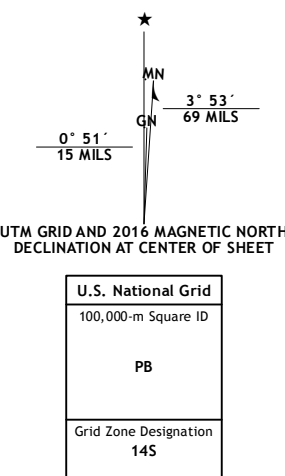 ★
MN
GN
3° 53´
69 MILS
0° 51´
15 MILS
UTM GRID AND 2016 MAGNETIC NORTH
DECLINATION AT CENTER OF SHEET
U.S. National Grid
100,000-m Square ID
PB
Grid Zone Designation
14S